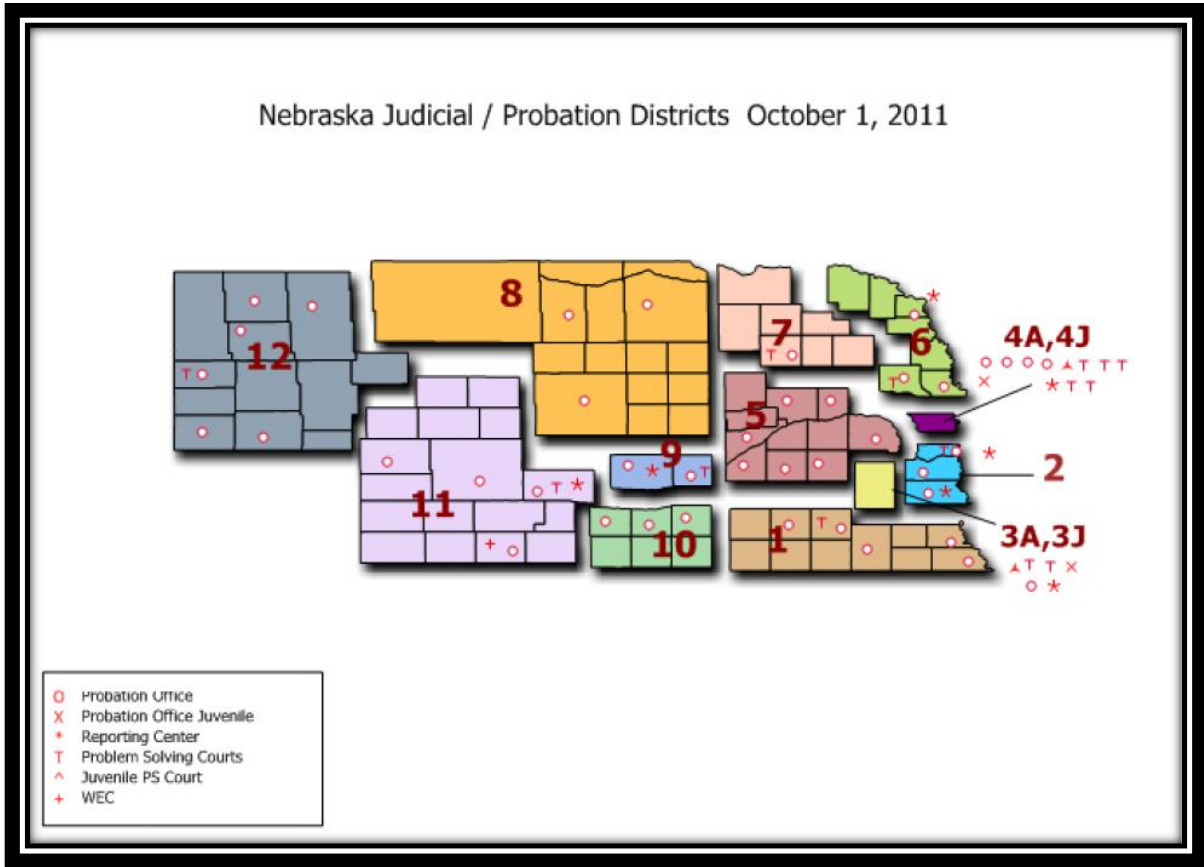 Nebraska Judicial / Probation Districts October 1, 2011
8
7
6
4A,4J
12
5
9
2
11
10
1
3A,3J
O Probation Office
X Probation Office Juvenile
* Reporting Center
T Problem Solving Courts
^ Juvenile PS Court
+ WEC